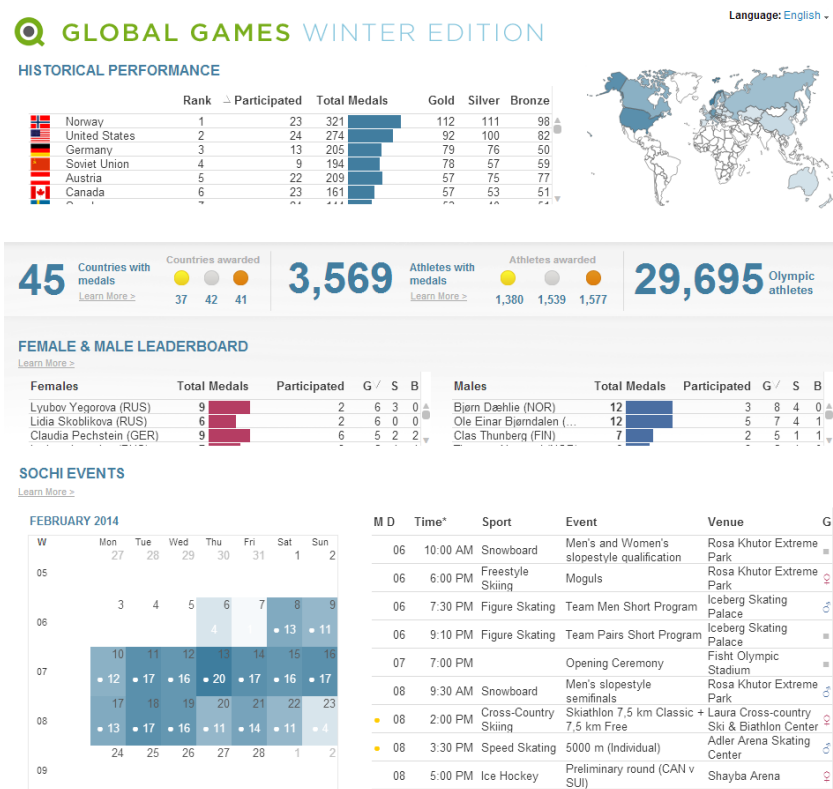 Language: English
GLOBAL GAMES WINTER EDITION
HISTORICAL PERFORMANCE
Rank Participated Total Medals Gold Silver Bronze
Norway 1 23 321 112 111 98
United States 2 24 274 92 100 82
Germany 3 13 205 79 76 50
Soviet Union 4 9 194 78 57 59
Austria 5 22 209 57 75 77
Canada 6 23 161 57 53 51
45 Countries with medals
Learn More >
Countries awarded
37 42 41
3,569 Athletes with medals
Learn More >
Athletes awarded
1,380 1,539 1,577
29,695 Olympic athletes
FEMALE & MALE LEADERBOARD
Learn More >
Females Total Medals Participated G / S B
Lyubov Yegorova (RUS) 9 2 6 3 0
Lidia Skoblikova (RUS) 6 2 6 0 0
Claudia Pechstein (GER) 9 6 5 2 2
Males Total Medals Participated G / S B
Bjørn Dæhlie (NOR) 12 3 8 4 0
Ole Einar Bjørndalen (... 12 5 7 4 1
Clas Thunberg (FIN) 7 2 5 1 1
SOCHI EVENTS
Learn More >
FEBRUARY 2014
W Mon Tue Wed Thu Fri Sat Sun
27 28 29 30 31 1 2
05
3 4 5 6 7 8 9
06 4 13 11
10 11 12 13 14 15 16
07 12 17 16 20 17 16 17
17 18 19 20 21 22 23
08 13 17 16 11 14 11 4
24 25 26 27 28 1 2
09
M D Time* Sport Event Venue G
06 10:00 AM Snowboard Men's and Women's slopestyle qualification Rosa Khutor Extreme Park
06 6:00 PM Freestyle Skiing Moguls Rosa Khutor Extreme Park
06 7:30 PM Figure Skating Team Men Short Program Iceberg Skating Palace
06 9:10 PM Figure Skating Team Pairs Short Program Iceberg Skating Palace
07 7:00 PM Opening Ceremony Fisht Olympic Stadium
08 9:30 AM Snowboard Men's slopestyle semifinals Rosa Khutor Extreme Park
08 2:00 PM Cross-Country Skiing Skiathlon 7,5 km Classic + 7,5 km Free Laura Cross-country Ski & Biathlon Center
08 3:30 PM Speed Skating 5000 m (Individual) Adler Arena Skating Center
08 5:00 PM Ice Hockey Preliminary round (CAN v SUI) Shayba Arena